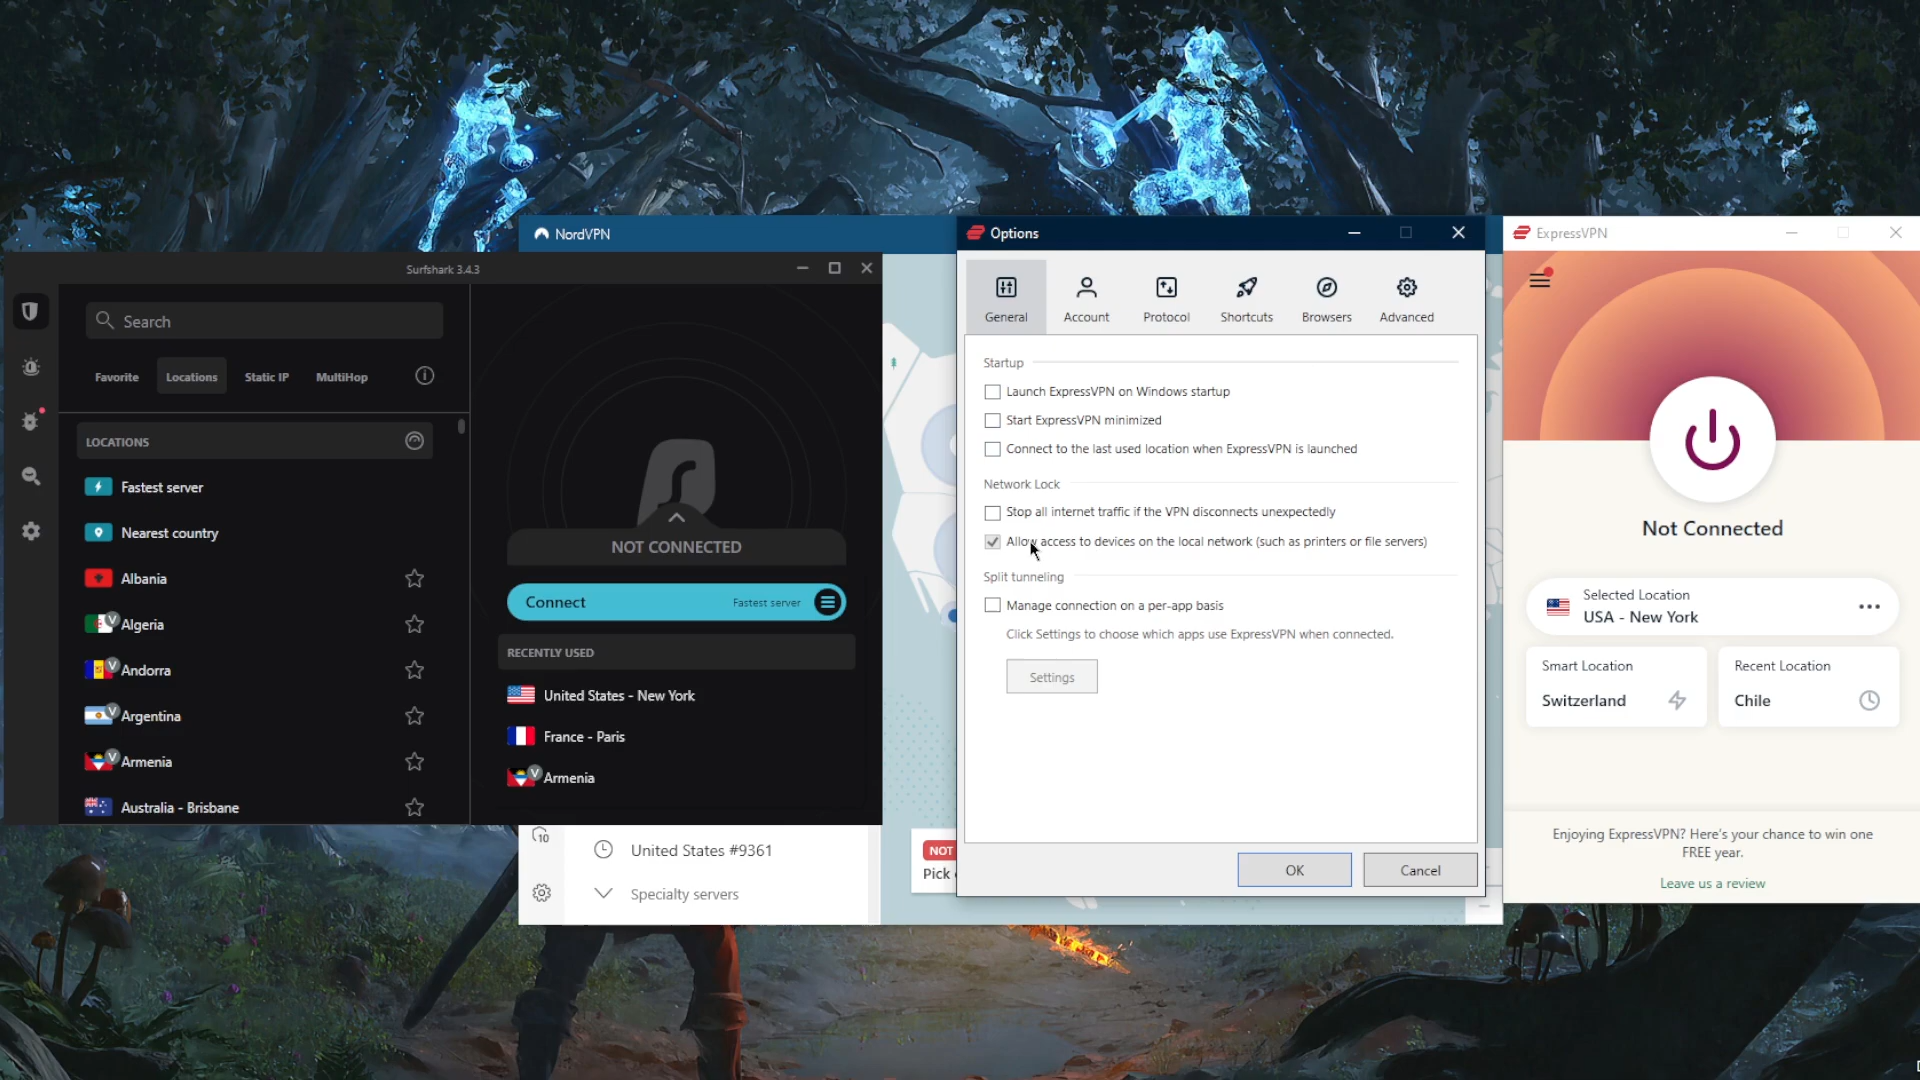 NordVPN
Surfshark 3.4.3
Search
Favorite
Locations
Static IP
MultiHop
LOCATIONS
Fastest server
Nearest country
Albania
V Algeria
V Andorra
V Argentina
V Armenia
Australia - Brisbane
NOT CONNECTED
Connect
Fastest server
RECENTLY USED
United States - New York
France - Paris
V Armenia
10
United States #9361
Specialty servers
NOT
Pick
Options
General
Account
Protocol
Shortcuts
Browsers
Advanced
Startup
Launch ExpressVPN on Windows startup
Start ExpressVPN minimized
Connect to the last used location when ExpressVPN is launched
Network Lock
Stop all internet traffic if the VPN disconnects unexpectedly
Allow access to devices on the local network (such as printers or file servers)
Split tunneling
Manage connection on a per-app basis
Click Settings to choose which apps use ExpressVPN when connected.
Settings
OK
Cancel
ExpressVPN
Not Connected
Selected Location
USA - New York
Smart Location
Switzerland
Recent Location
Chile
Enjoying ExpressVPN? Here's your chance to win one
FREE year.
Leave us a review